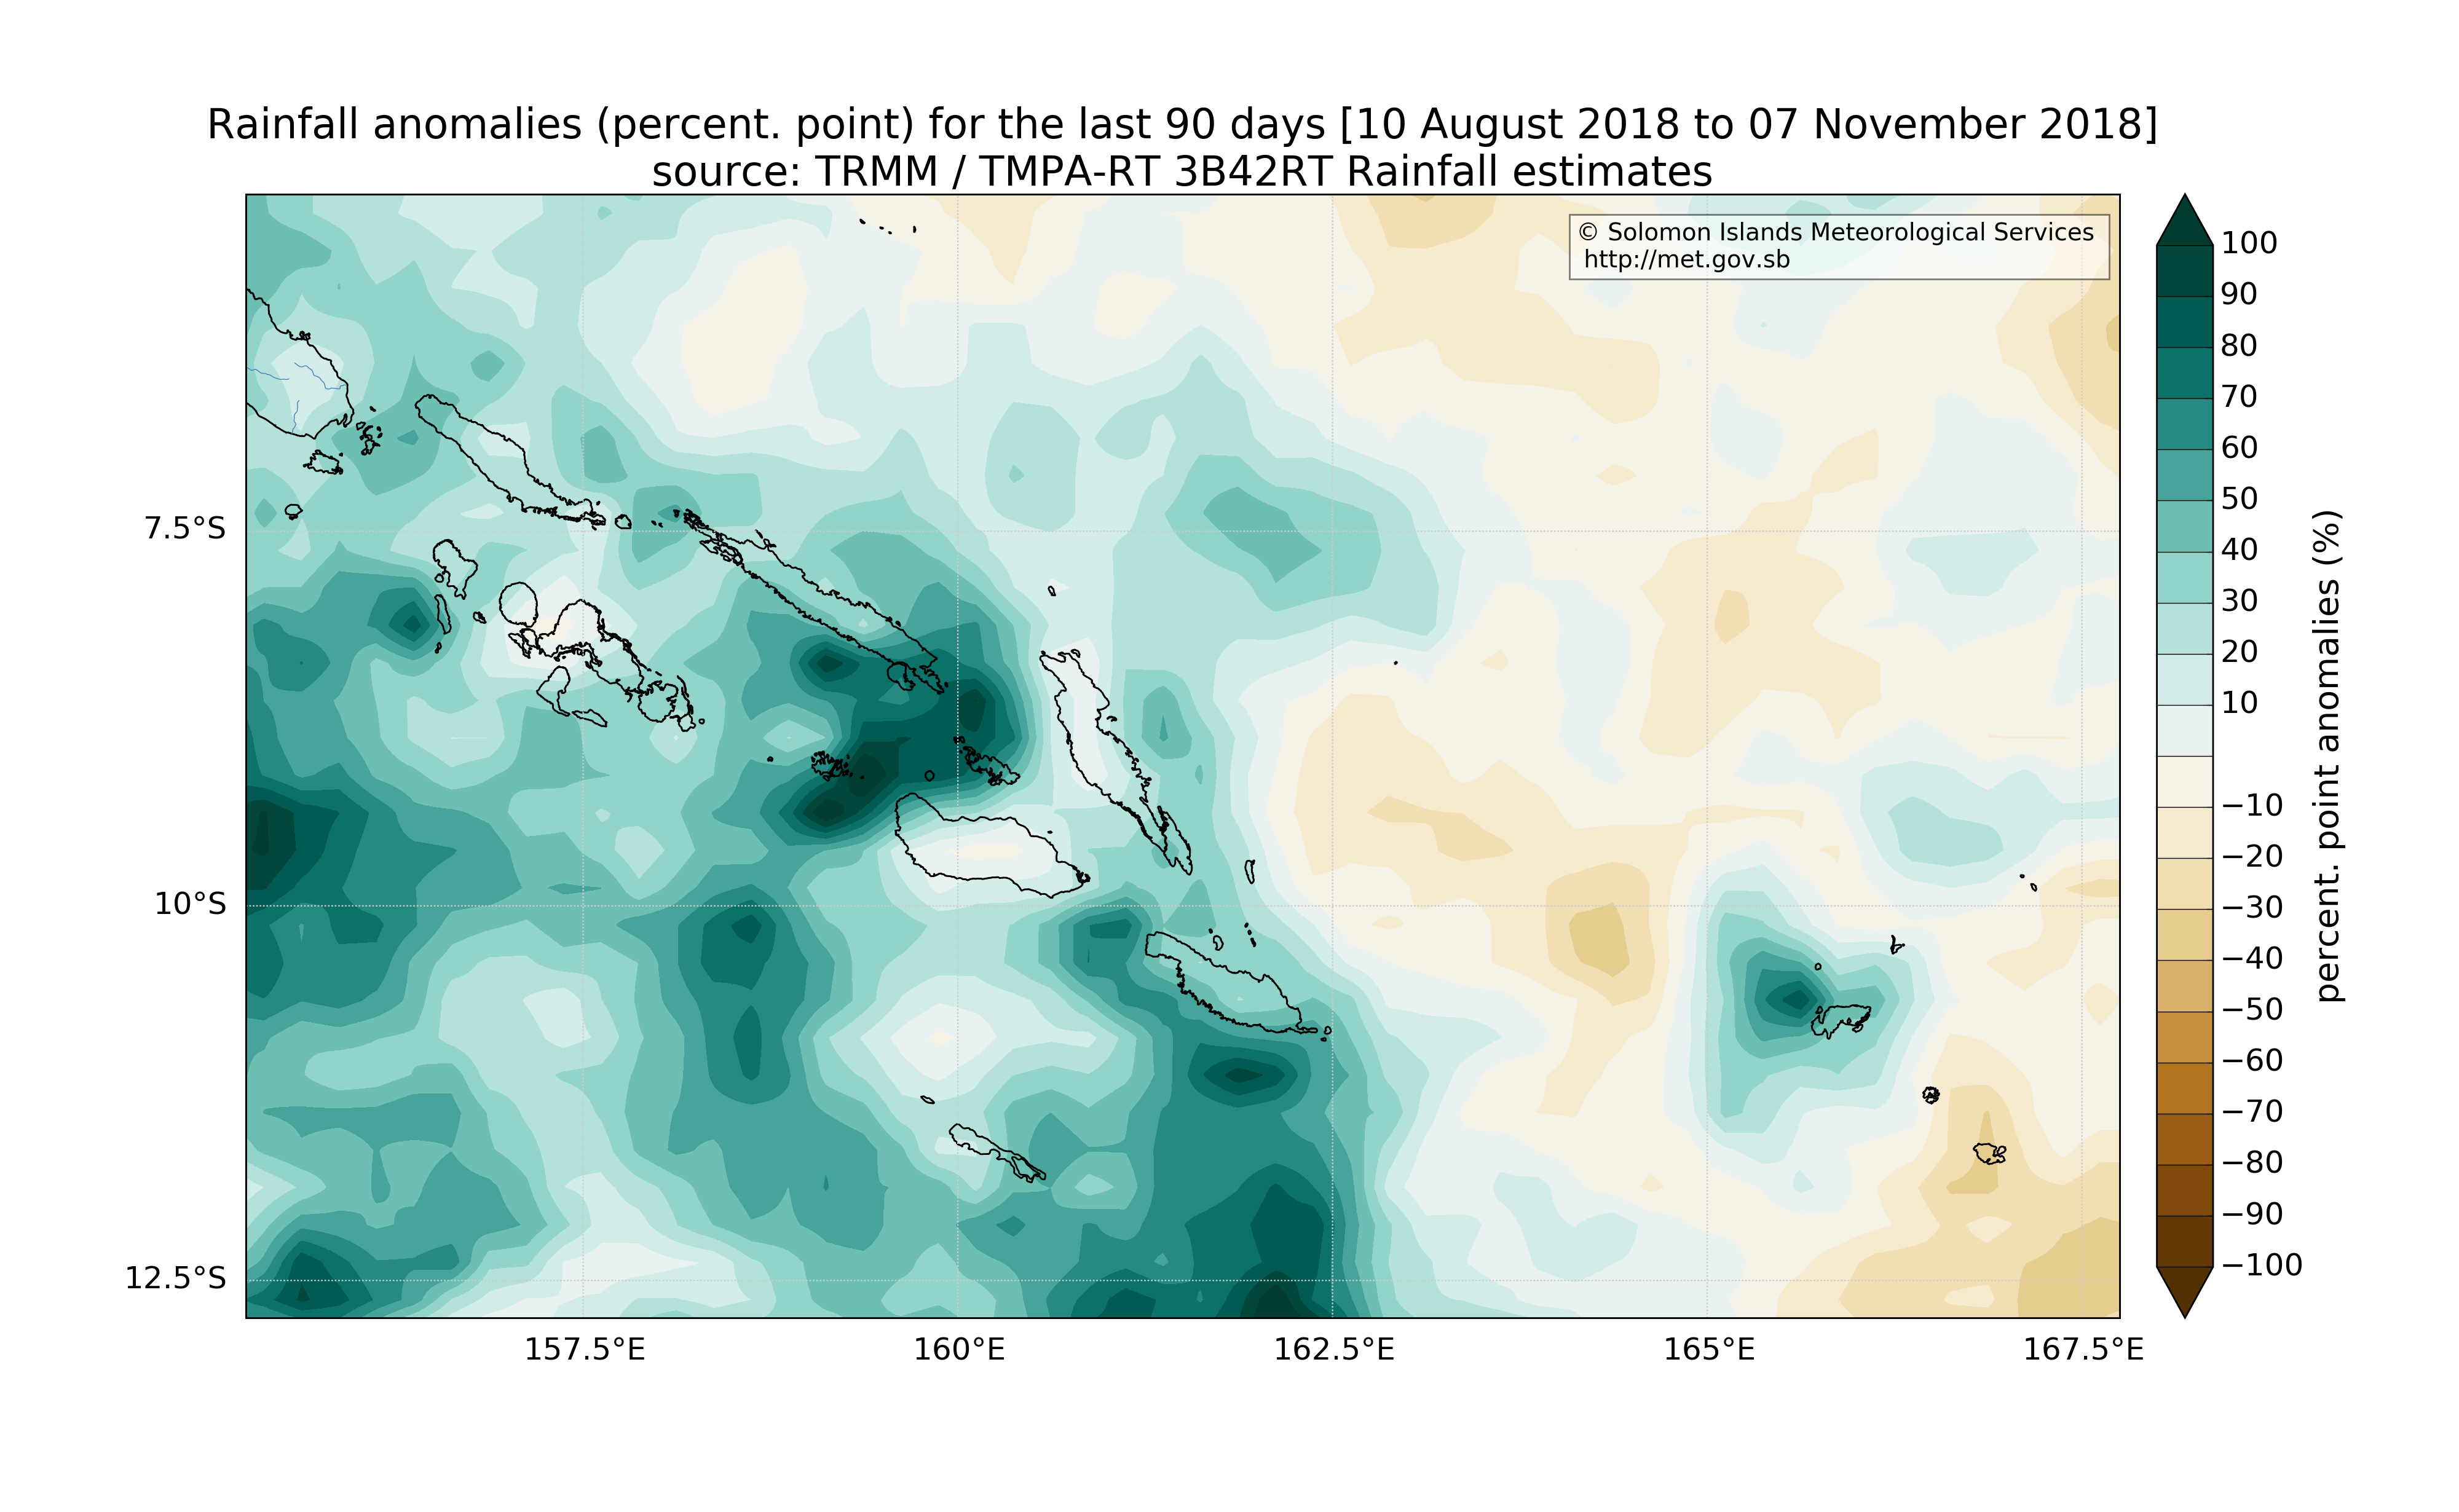 Rainfall anomalies (percent. point) for the last 90 days [10 August 2018 to 07 November 2018]
source: TRMM / TMPA-RT 3B42RT Rainfall estimates
© Solomon Islands Meteorological Services
http://met.gov.sb
7.5°S
10°S
12.5°S
157.5°E
160°E
162.5°E
165°E
167.5°E
100
90
80
70
60
50
40
30
20
10
−10
−20
−30
−40
−50
−60
−70
−80
−90
−100
percent. point anomalies (%)